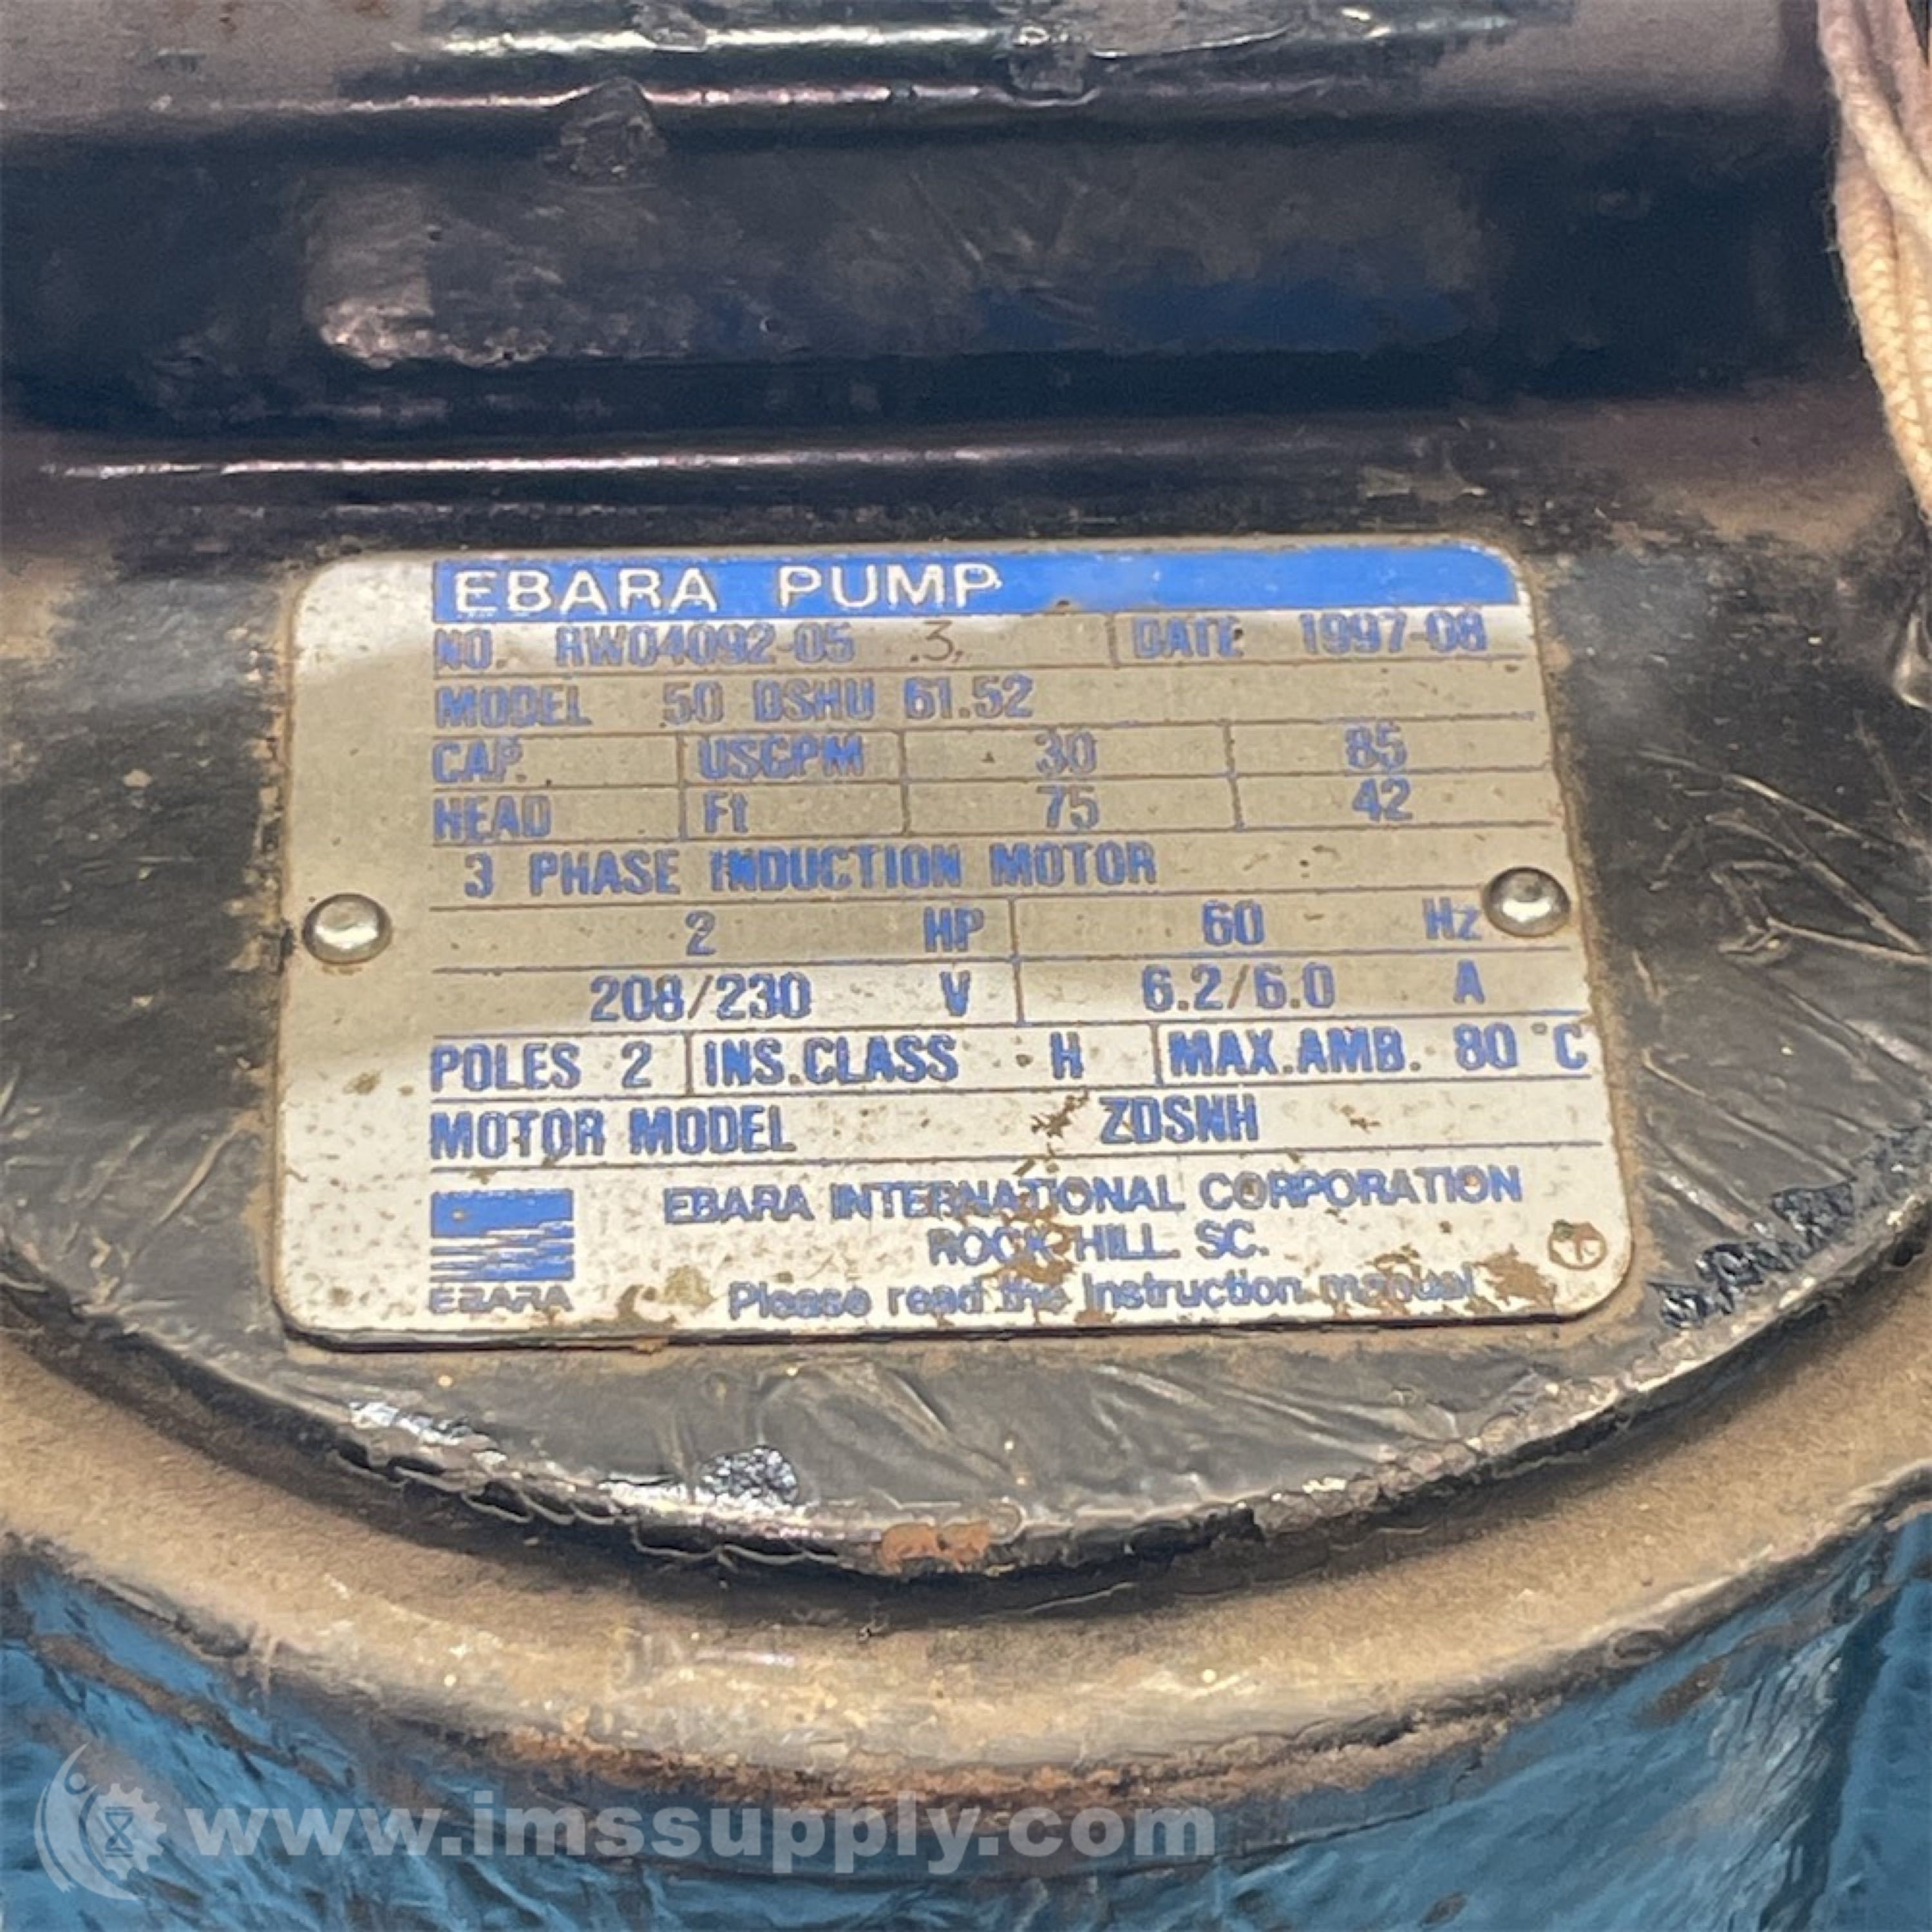 EBARA PUMP
NO. RW04092-05 3 DATE 1997-08
MODEL 50 DSHU 61.52
CAP. USGPM 30 85
HEAD Ft 75 42
3 PHASE INDUCTION MOTOR
2 HP 60 Hz
208/230 V 6.2/6.0 A
POLES 2 INS.CLASS H MAX.AMB. 80 °C
MOTOR MODEL ZDSNH
EBARA INTERNATIONAL CORPORATION
ROCK HILL SC.
EBARA Please read the instruction manual
www.imssupply.com